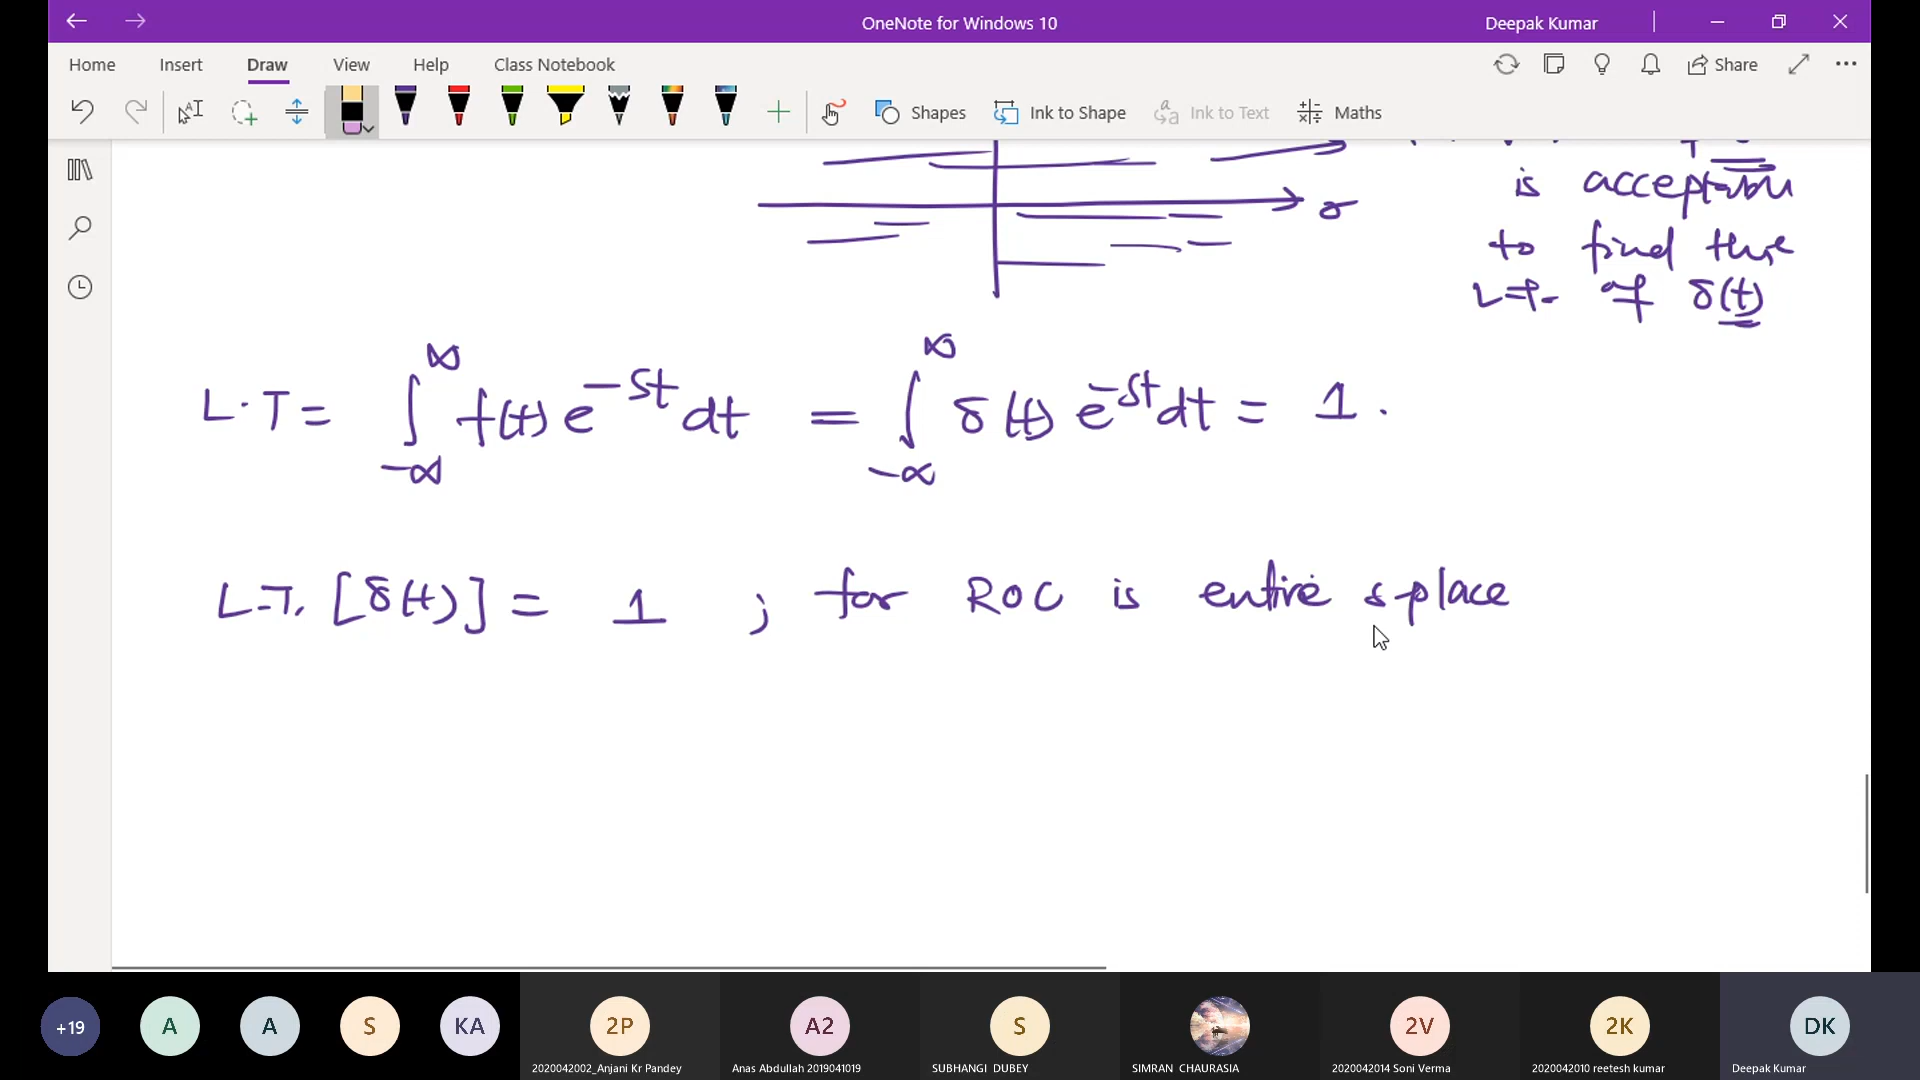 OneNote for Windows 10
Deepak Kumar
Home Insert Draw View Help Class Notebook
Share
Shapes Ink to Shape Ink to Text Maths
σ
is
to find the
L.T. of δ(t)
L.T = ∫_{-∞}^{∞} f(t) e^{-st} dt = ∫_{-∞}^{∞} δ(t) e^{-st} dt = 1.
L.T. [δ(t)] = 1 ; for ROC is entire s-place
+19 A A S KA 2P A2 S 2V 2K DK
2020042002_Anjani Kr Pandey Anas Abdullah 2019041019 SUBHANGI DUBEY SIMRAN CHAURASIA 2020042014 Soni Verma 2020042010 reetesh kumar Deepak Kumar